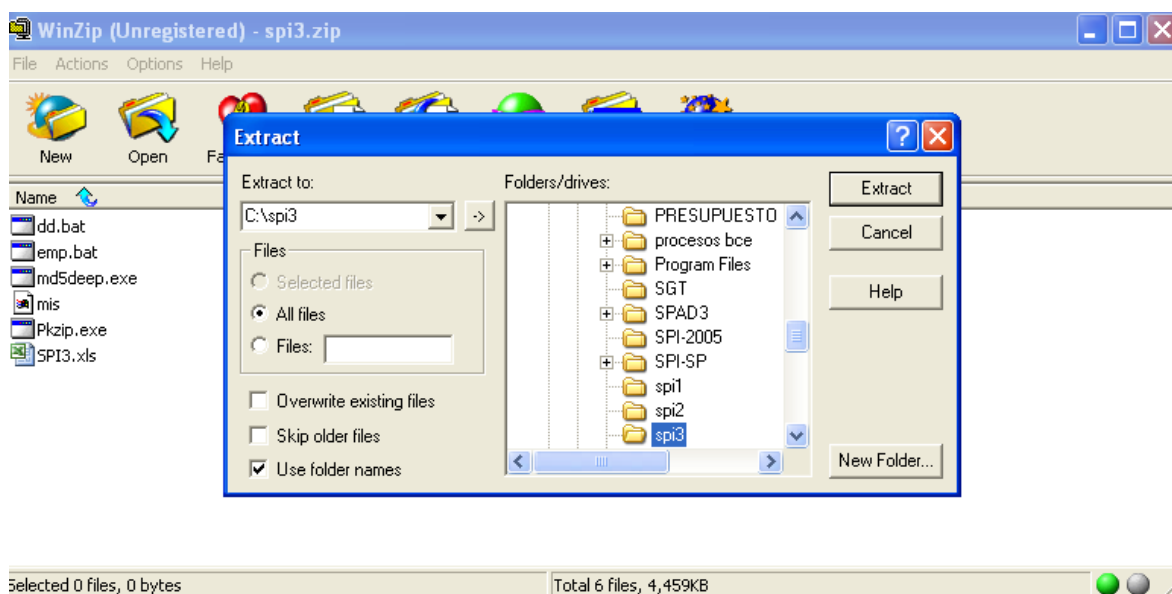 WinZip (Unregistered) - spi3.zip
File Actions Options Help
New Open Fa
Name
dd.bat
emp.bat
md5deep.exe
mis
Pkzip.exe
SPI3.xls
Extract
Extract to:
C:\spi3
->
Files
Selected files
All files
Files:
Overwrite existing files
Skip older files
Use folder names
Folders/drives:
PRESUPUESTO
procesos bce
Program Files
SGT
SPAD3
SPI-2005
SPI-SP
spi1
spi2
spi3
Extract
Cancel
Help
New Folder...
Selected 0 files, 0 bytes
Total 6 files, 4,459KB